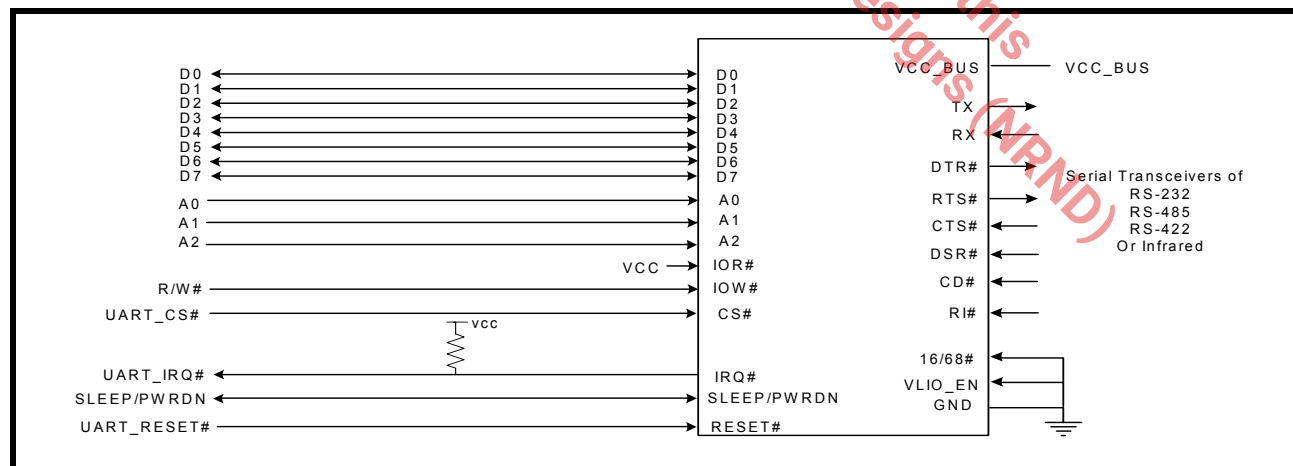 this
esigns (NRND)
D0 D0
D1 D1
D2 D2
D3 D3
D4 D4
D5 D5
D6 D6
D7 D7
A0 A0
A1 A1
A2 A2
VCC IOR#
R/W# IOW#
UART_CS# CS#
vcc
UART_IRQ# IRQ#
SLEEP/PWRDN SLEEP/PWRDN
UART_RESET# RESET#
VCC_BUS VCC_BUS
TX
RX
DTR#
RTS#
CTS#
DSR#
CD#
RI#
Serial Transceivers of
RS-232
RS-485
RS-422
Or Infrared
16/68#
VLIO_EN
GND